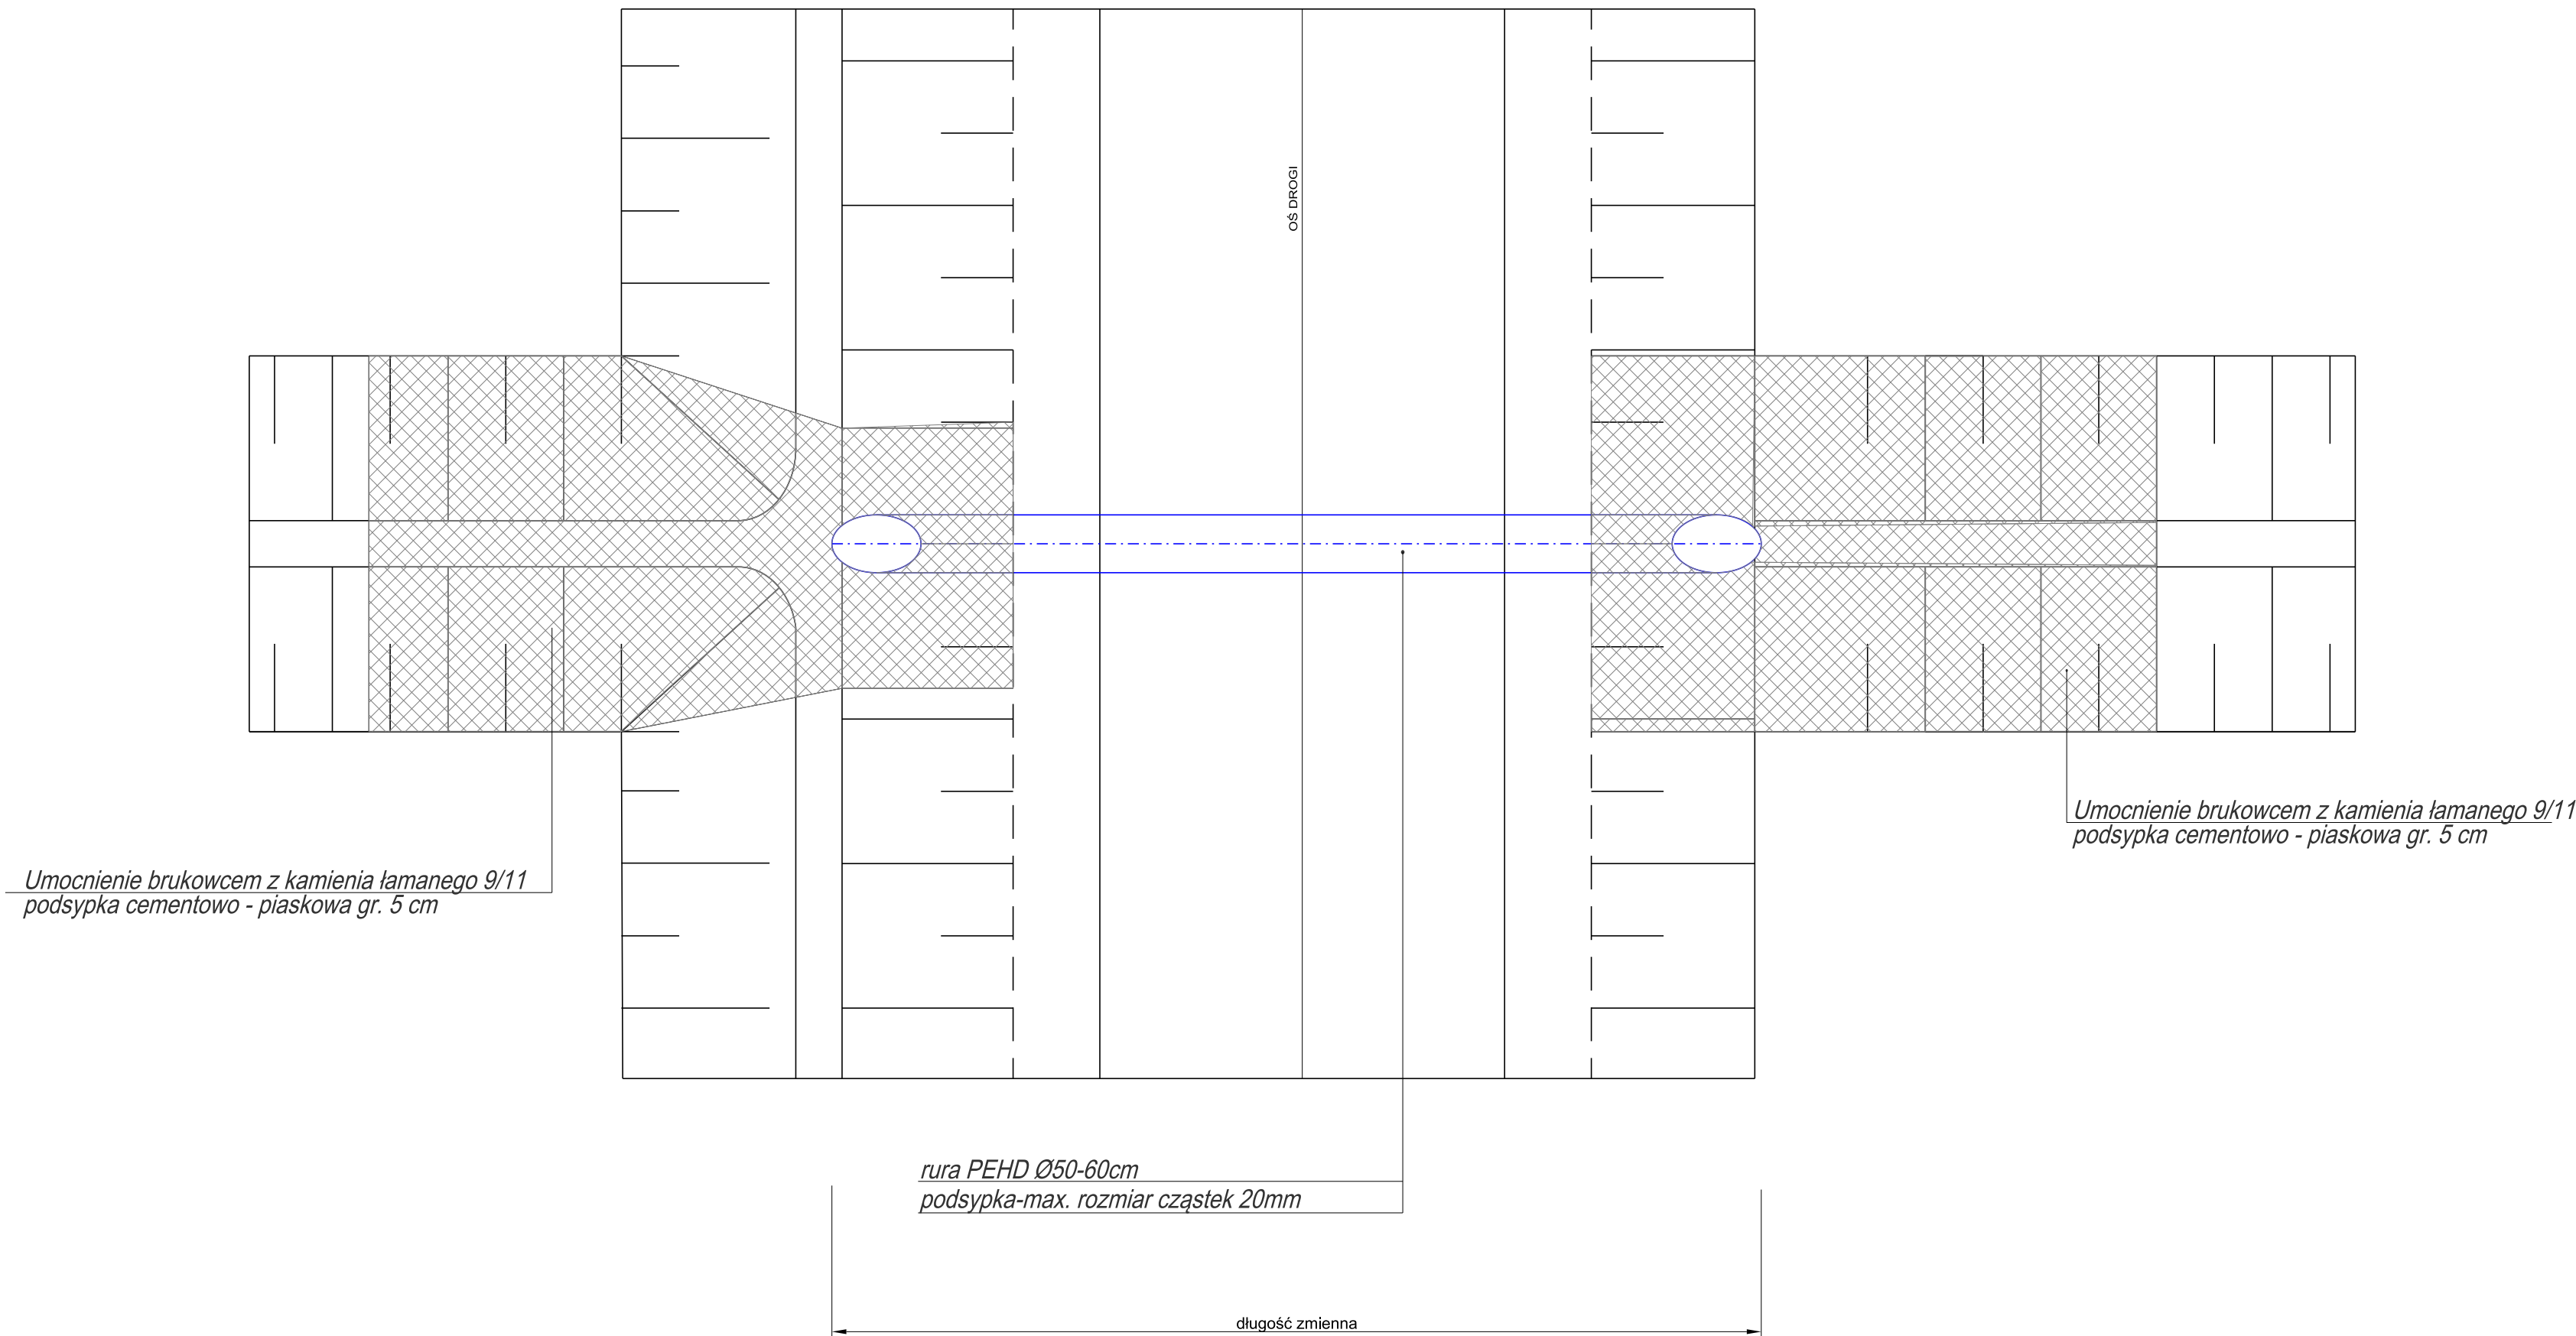 OŚ DROGI
Umocnienie brukowcem z kamienia łamanego 9/11
podsypka cementowo - piaskowa gr. 5 cm
Umocnienie brukowcem z kamienia łamanego 9/11
podsypka cementowo - piaskowa gr. 5 cm
rura PEHD Ø50-60cm
podsypka-max. rozmiar cząstek 20mm
długość zmienna